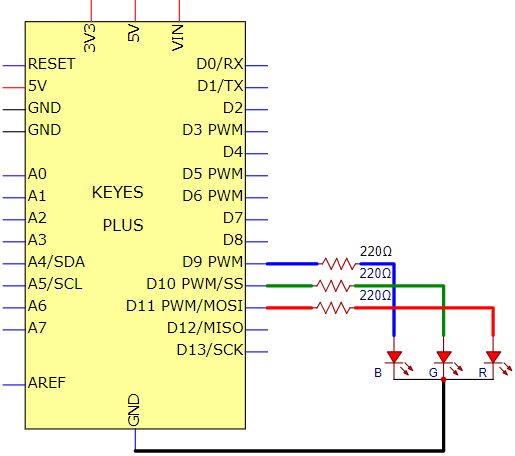 3V3
5V
VIN
RESET
5V
GND
GND
A0
A1
A2
A3
A4/SDA
A5/SCL
A6
A7
AREF
KEYES
PLUS
D0/RX
D1/TX
D2
D3 PWM
D4
D5 PWM
D6 PWM
D7
D8
D9 PWM
D10 PWM/SS
D11 PWM/MOSI
D12/MISO
D13/SCK
GND
220Ω
220Ω
220Ω
B
G
R